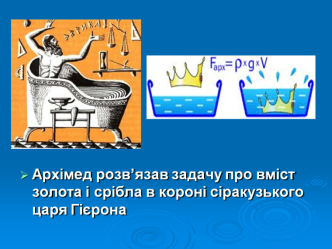 Fарх=ρ×g×V
Архімед розв'язав задачу про вміст
золота і срібла в короні сіракузького
царя Гієрона